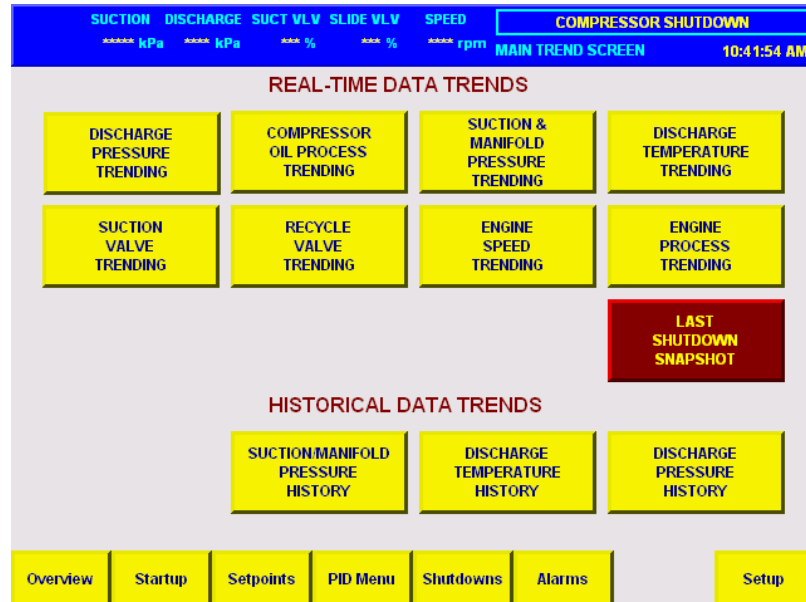 SUCTION DISCHARGE SUCT VLV SLIDE VLV SPEED
***** kPa **** kPa *** % *** % **** rpm
COMPRESSOR SHUTDOWN
MAIN TREND SCREEN 10:41:54 AM
REAL-TIME DATA TRENDS
DISCHARGE
PRESSURE
TRENDING
COMPRESSOR
OIL PROCESS
TRENDING
SUCTION &
MANIFOLD
PRESSURE
TRENDING
DISCHARGE
TEMPERATURE
TRENDING
SUCTION
VALVE
TRENDING
RECYCLE
VALVE
TRENDING
ENGINE
SPEED
TRENDING
ENGINE
PROCESS
TRENDING
LAST
SHUTDOWN
SNAPSHOT
HISTORICAL DATA TRENDS
SUCTION/MANIFOLD
PRESSURE
HISTORY
DISCHARGE
TEMPERATURE
HISTORY
DISCHARGE
PRESSURE
HISTORY
Overview Startup Setpoints PID Menu Shutdowns Alarms Setup